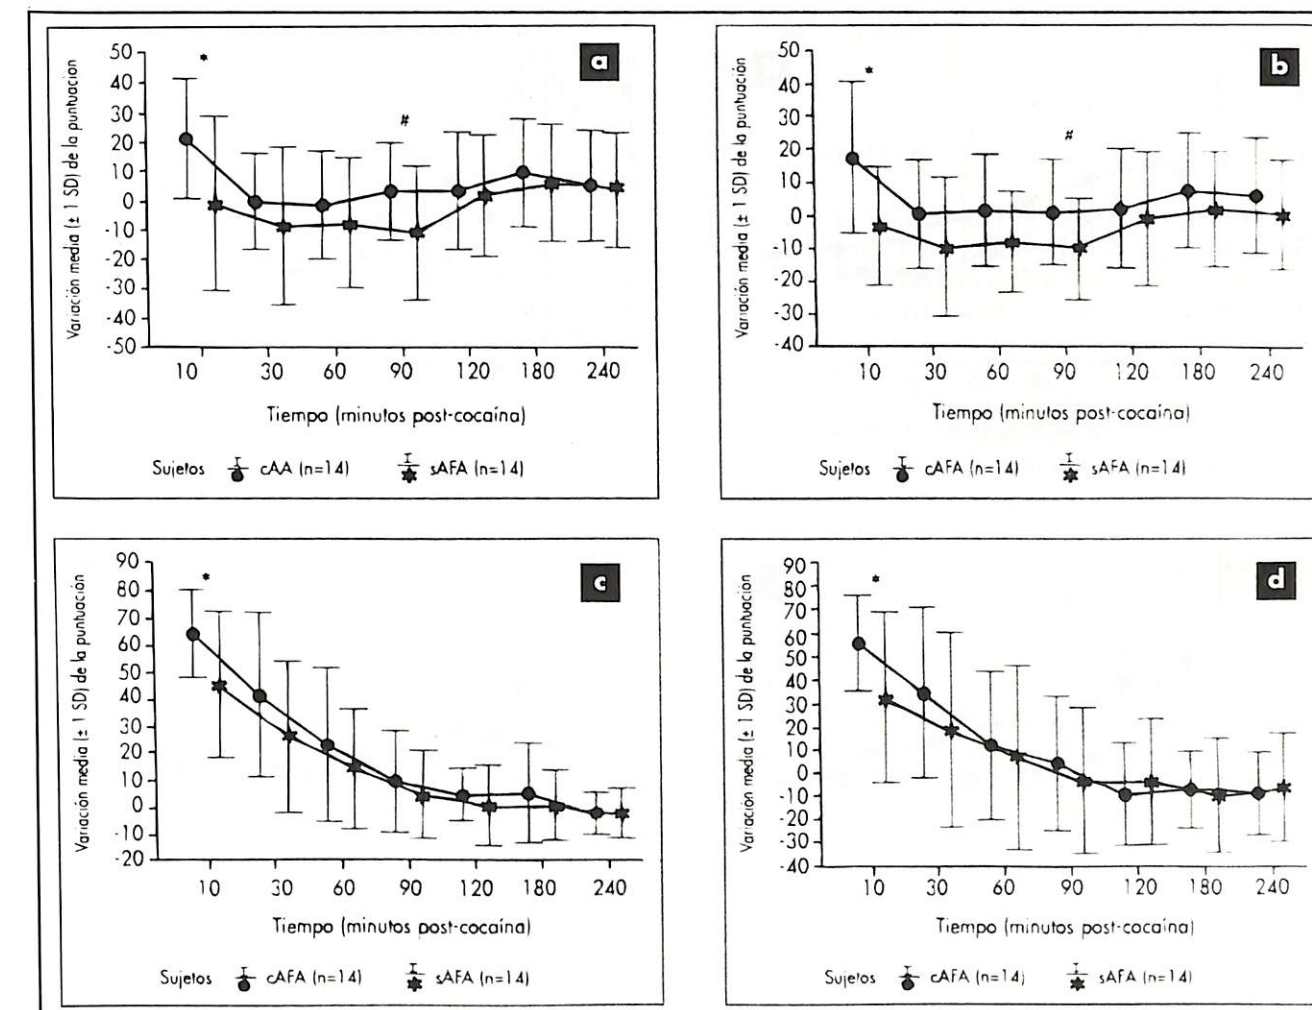 a
Variación media (± 1 SD) de la puntuación
50
40
30
20
10
0
-10
-20
-30
-40
-50
*
#
10 30 60 90 120 180 240
Tiempo (minutos post-cocaína)
Sujetos cAA (n=14) sAFA (n=14)
b
Variación media (± 1 SD) de la puntuación
50
40
30
20
10
0
-10
-20
-30
-40
*
#
10 30 60 90 120 180 240
Tiempo (minutos post-cocaína)
Sujetos cAFA (n=14) sAFA (n=14)
c
Variación media (± 1 SD) de la puntuación
90
80
70
60
50
40
30
20
10
0
-10
-20
*
10 30 60 90 120 180 240
Tiempo (minutos post-cocaína)
Sujetos cAFA (n=14) sAFA (n=14)
d
Variación media (± 1 SD) de la puntuación
90
80
70
60
50
40
30
20
10
0
-10
-20
-30
-40
*
10 30 60 90 120 180 240
Tiempo (minutos post-cocaína)
Sujetos cAFA (n=14) sAFA (n=14)